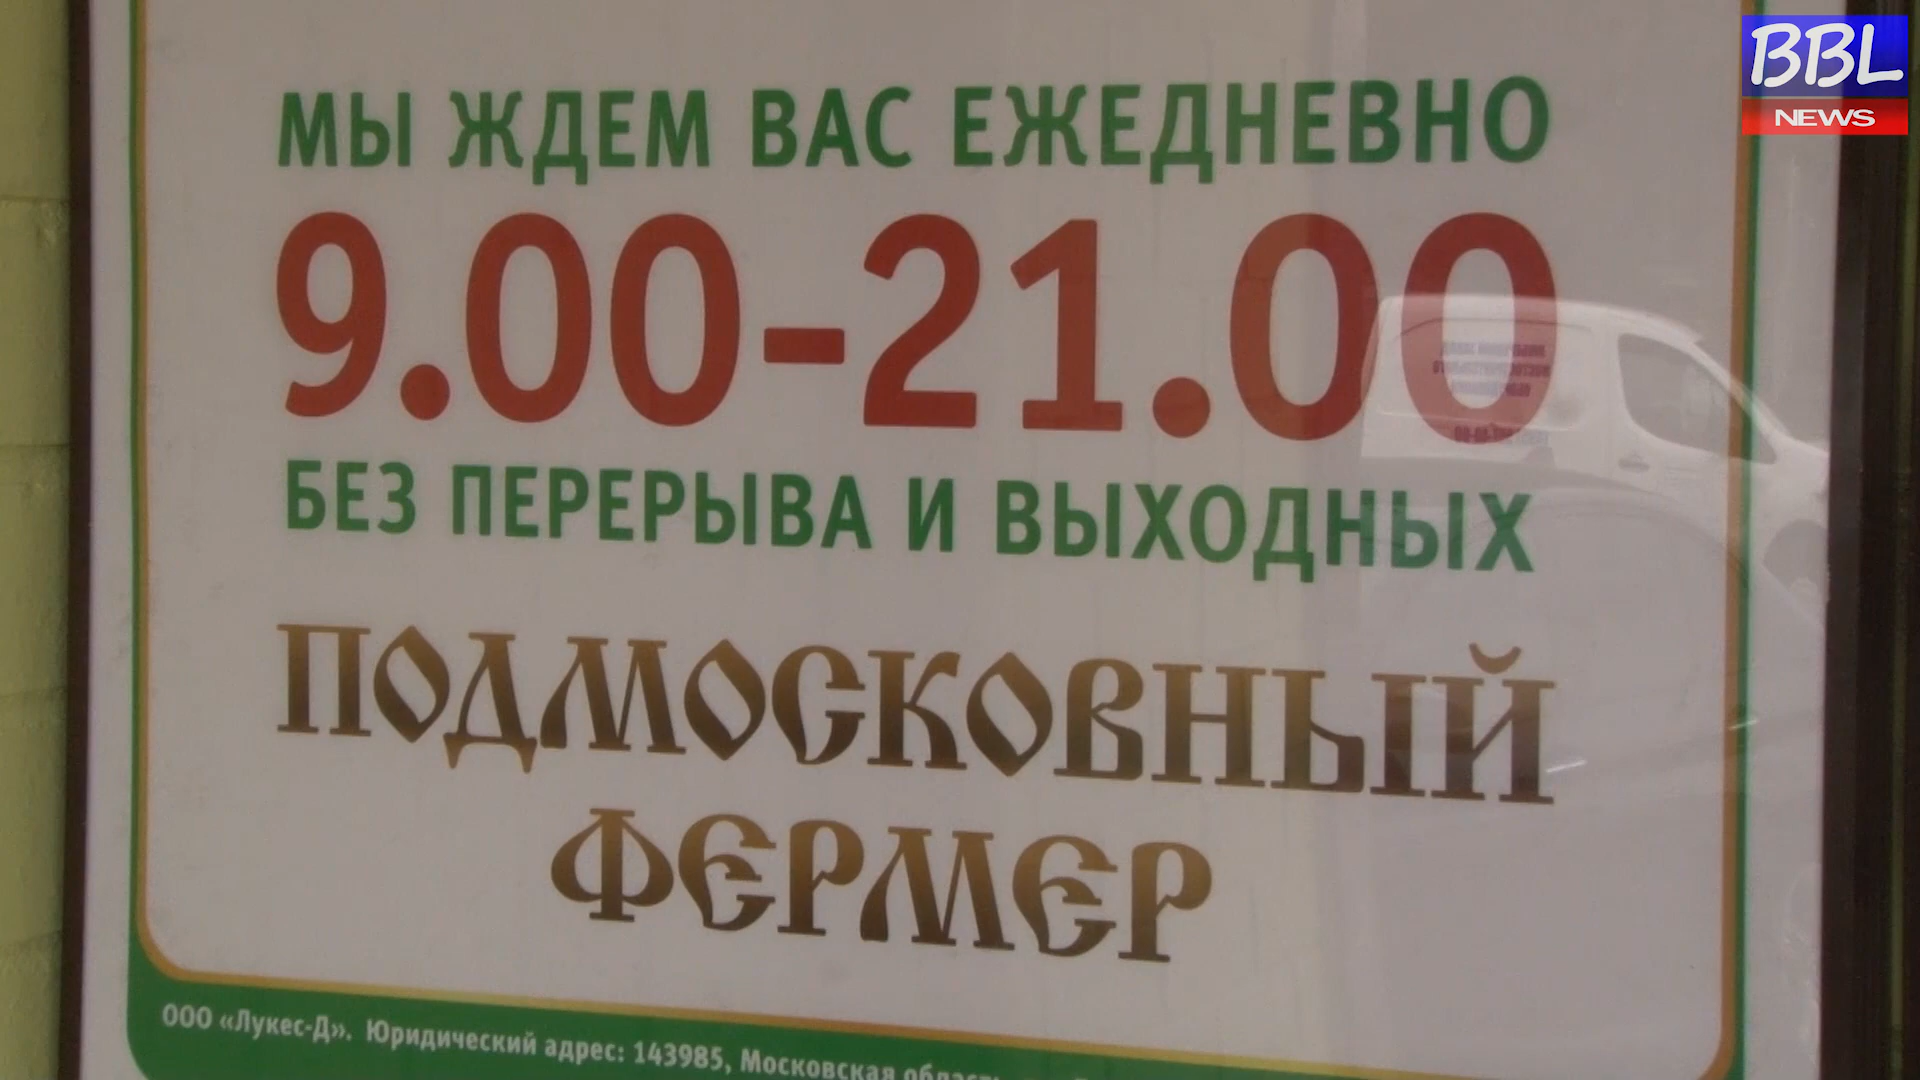 BBL
NEWS
МЫ ЖДЕМ ВАС ЕЖЕДНЕВНО
9.00-21.00
БЕЗ ПЕРЕРЫВА И ВЫХОДНЫХ
ПОДМОСКОВНЫЙ
ФЕРМЕР
ООО «Лукес-Д». Юридический адрес: 143985, Московская область